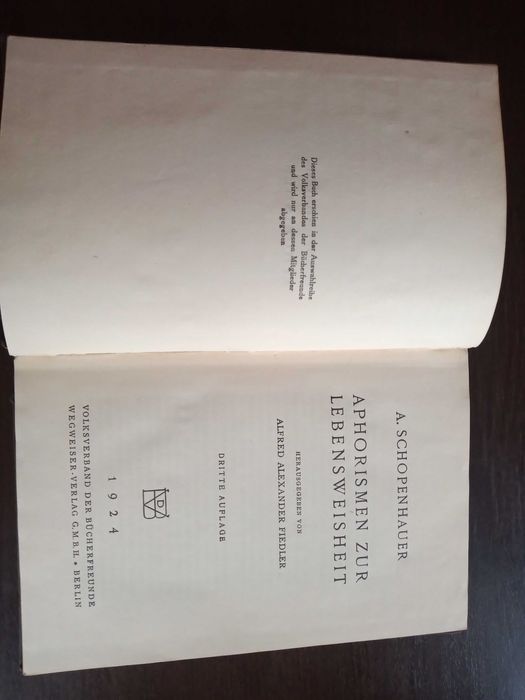 Dieses Buch erschien in der Auswahlreihe
des Volksverbandes der Bücherfreunde
und wird nur an dessen Mitglieder
abgegeben
A. SCHOPENHAUER
APHORISMEN ZUR
LEBENSWEISHEIT
HERAUSGEGEBEN VON
ALFRED ALEXANDER FIEDLER
DRITTE AUFLAGE
1924
VOLKSVERBAND DER BÜCHERFREUNDE
WEGWEISER-VERLAG G.M.B.H. * BERLIN